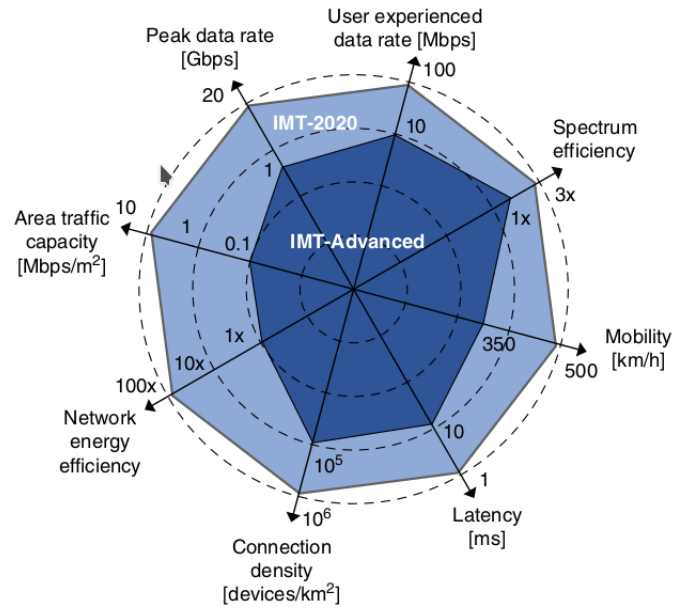 User experienced
data rate [Mbps]
Peak data rate
[Gbps]
100
20
IMT-2020
10
Spectrum
efficiency
1
3x
1x
10
Area traffic
capacity
[Mbps/m²]
1
0.1
IMT-Advanced
1x
350
Mobility
[km/h]
500
10x
100x
Network
energy
efficiency
10
10⁵
1
10⁶
Latency
[ms]
Connection
density
[devices/km²]